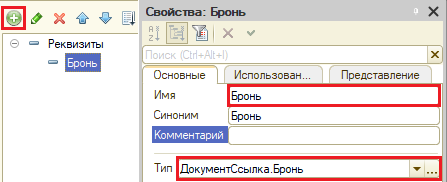 Реквизиты
Бронь
Свойства: Бронь
Поиск (Ctrl+Alt+I)
Основные
Использован...
Представление
Имя
Бронь
Синоним
Бронь
Комментарий
Тип
ДокументСсылка.Бронь